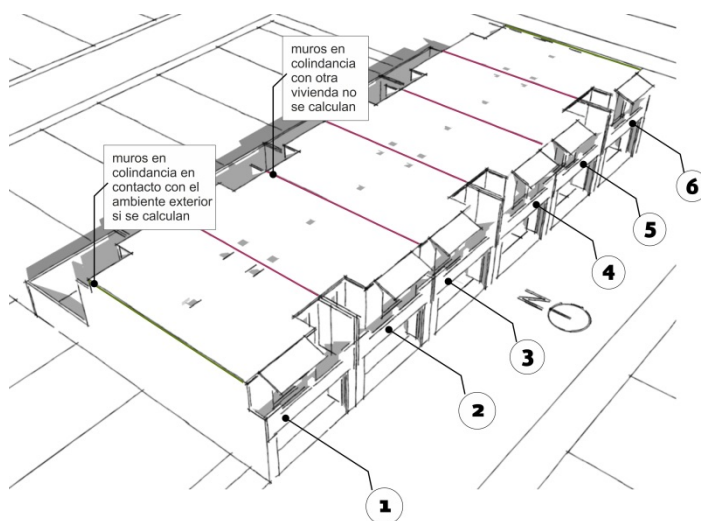 muros en
colindancia
con otra
vivienda no
se calculan
muros en
colindancia en
contacto con el
ambiente exterior
si se calculan
6
5
4
N
3
2
1